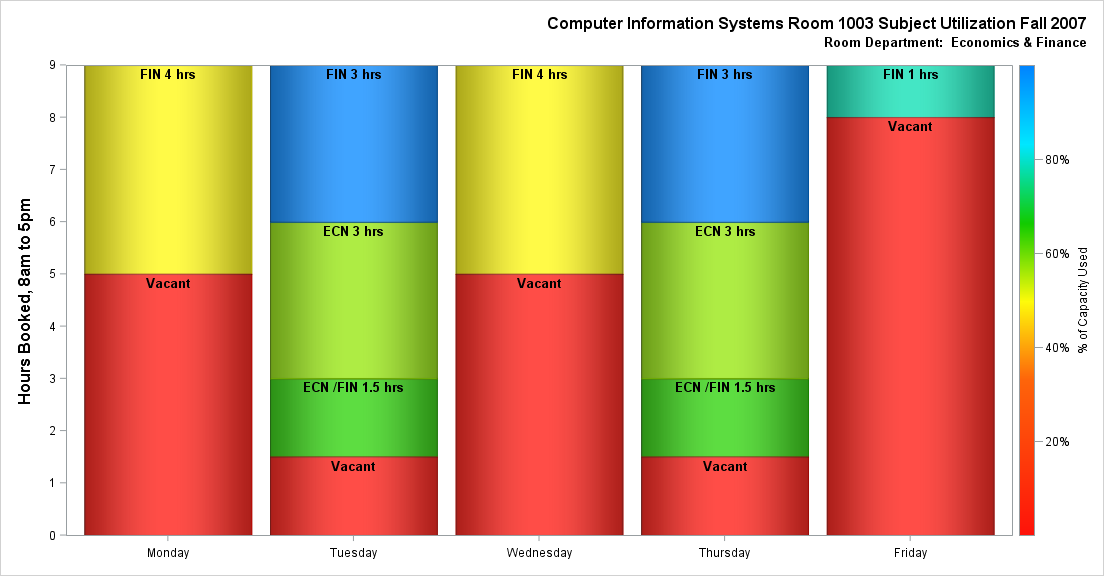 Computer Information Systems Room 1003 Subject Utilization Fall 2007
Room Department:  Economics & Finance
Hours Booked, 8am to 5pm
9
8
7
6
5
4
3
2
1
0
FIN 4 hrs
Vacant
FIN 3 hrs
ECN 3 hrs
ECN /FIN 1.5 hrs
Vacant
FIN 4 hrs
Vacant
FIN 3 hrs
ECN 3 hrs
ECN /FIN 1.5 hrs
Vacant
FIN 1 hrs
Vacant
Monday
Tuesday
Wednesday
Thursday
Friday
80%
60%
40%
20%
% of Capacity Used